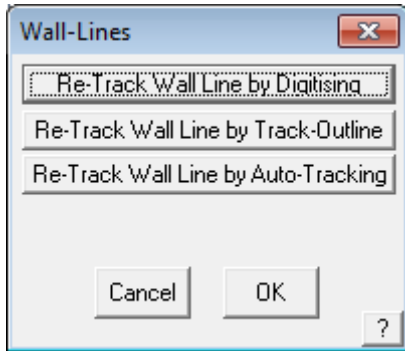 Wall-Lines
Re-Track Wall Line by Digitising
Re-Track Wall Line by Track-Outline
Re-Track Wall Line by Auto-Tracking
Cancel OK
?